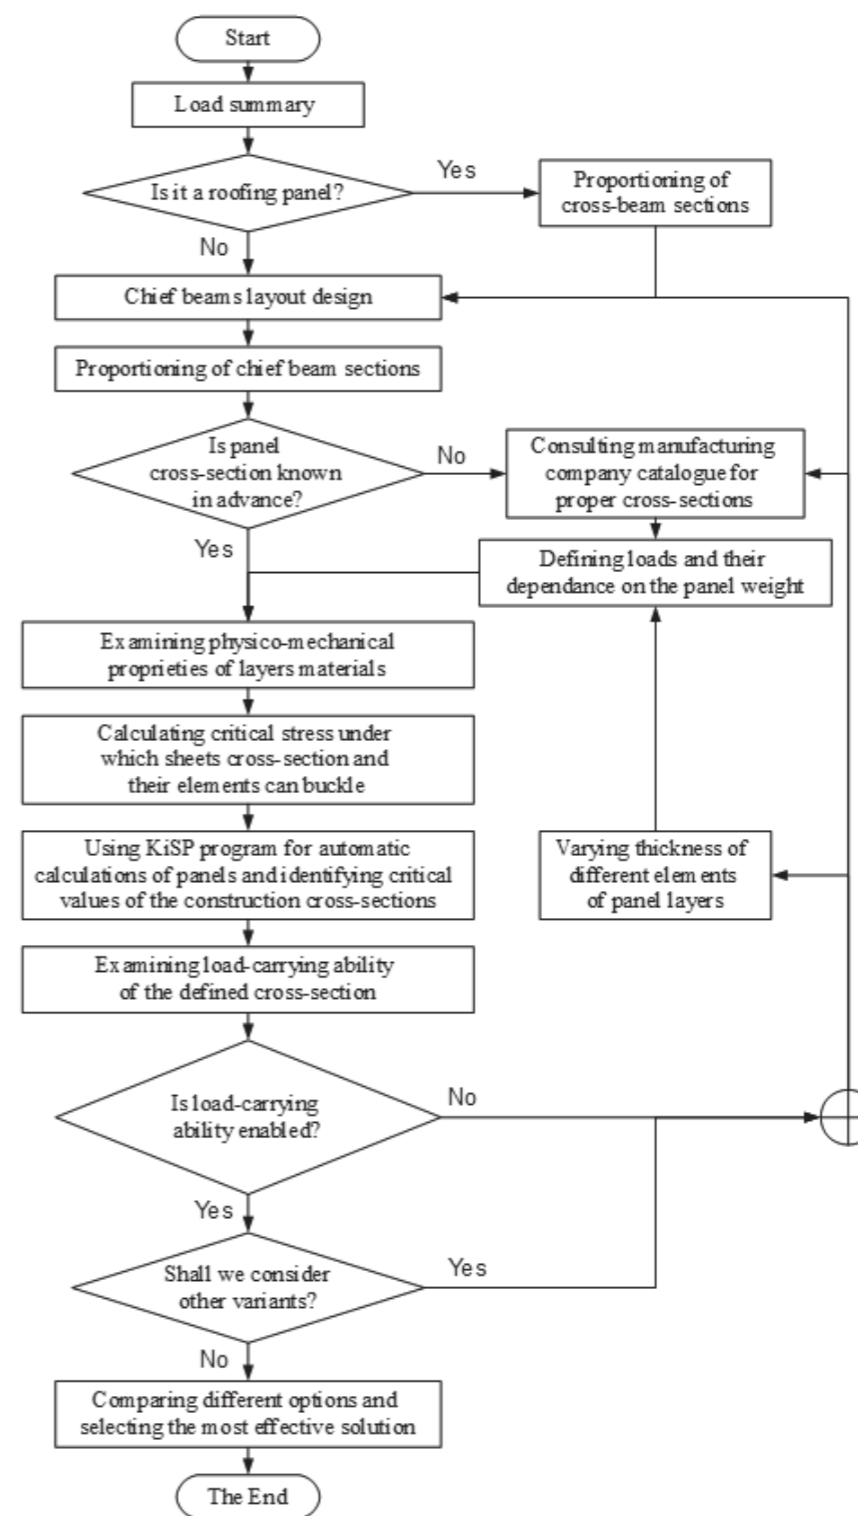 Start
Load summary
Is it a roofing panel?
Yes
Proportioning of
cross-beam sections
No
Chief beams layout design
Proportioning of chief beam sections
Is panel
cross-section known
in advance?
No
Consulting manufacturing
company catalogue for
proper cross-sections
Yes
Defining loads and their
dependance on the panel weight
Examining physico-mechanical
proprieties of layers materials
Calculating critical stress under
which sheets cross-section and
their elements can buckle
Using KiSP program for automatic
calculations of panels and identifying critical
values of the construction cross-sections
Varying thickness of
different elements
of panel layers
Examining load-carrying ability
of the defined cross-section
Is load-carrying
ability enabled?
No
Yes
Shall we consider
other variants?
Yes
No
Comparing different options and
selecting the most effective solution
The End